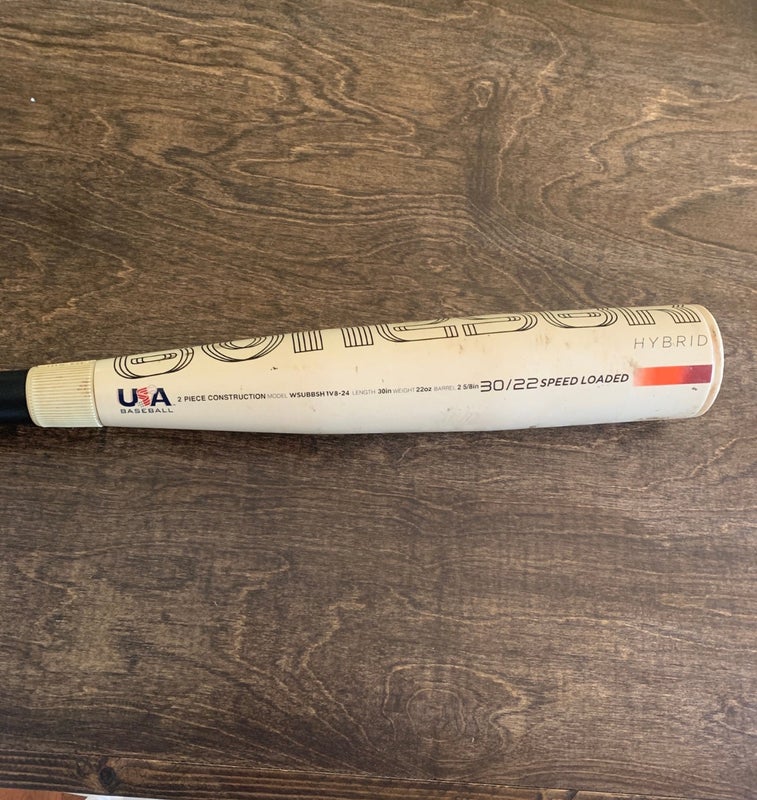 HYBRID
USA
BASEBALL
2 PIECE CONSTRUCTION MODEL WSUBBSH1V8-24 LENGTH 30in WEIGHT 22oz BARREL 2 5/8in 30/22 SPEED LOADED